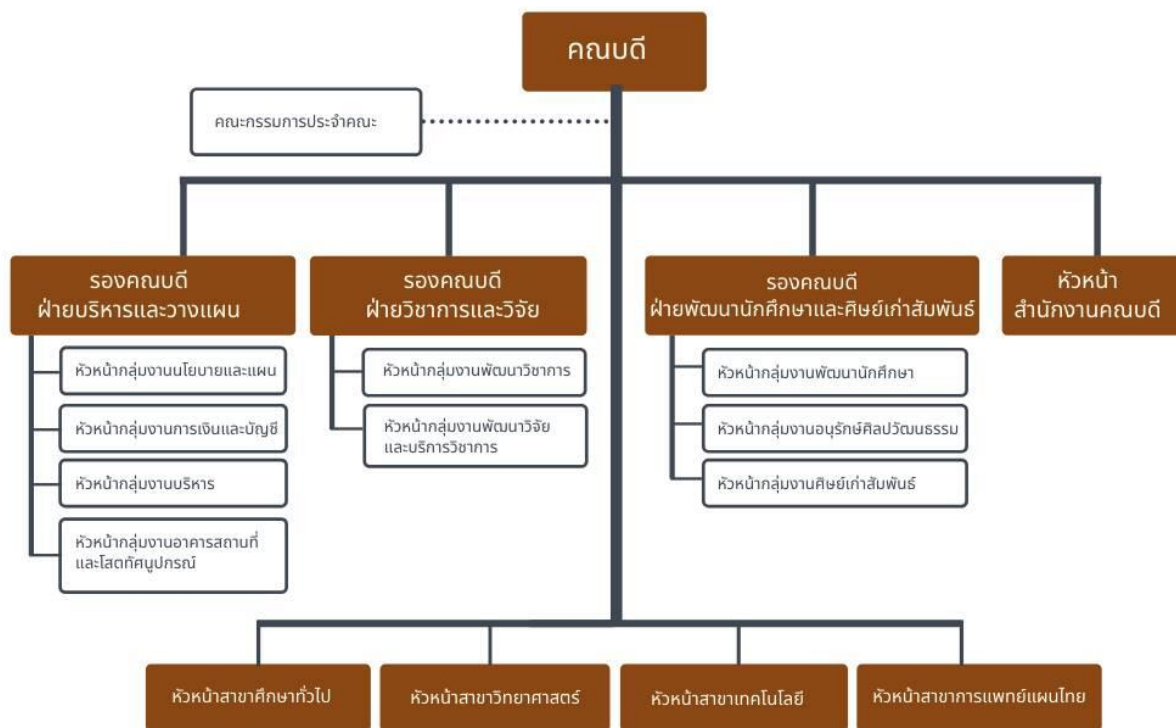 คณบดี
คณะกรรมการประจำคณะ
รองคณบดี
ฝ่ายบริหารและวางแผน
หัวหน้ากลุ่มงานนโยบายและแผน
หัวหน้ากลุ่มงานการเงินและบัญชี
หัวหน้ากลุ่มงานบริหาร
หัวหน้ากลุ่มงานอาคารสถานที่
และโสตทัศนูปกรณ์
รองคณบดี
ฝ่ายวิชาการและวิจัย
หัวหน้ากลุ่มงานพัฒนาวิชาการ
หัวหน้ากลุ่มงานพัฒนาวิจัย
และบริการวิชาการ
รองคณบดี
ฝ่ายพัฒนานักศึกษาและศิษย์เก่าสัมพันธ์
หัวหน้ากลุ่มงานพัฒนานักศึกษา
หัวหน้ากลุ่มงานอนุรักษ์ศิลปวัฒนธรรม
หัวหน้ากลุ่มงานศิษย์เก่าสัมพันธ์
หัวหน้า
สำนักงานคณบดี
หัวหน้าสาขาศึกษาทั่วไป
หัวหน้าสาขาวิทยาศาสตร์
หัวหน้าสาขาเทคโนโลยี
หัวหน้าสาขาการแพทย์แผนไทย